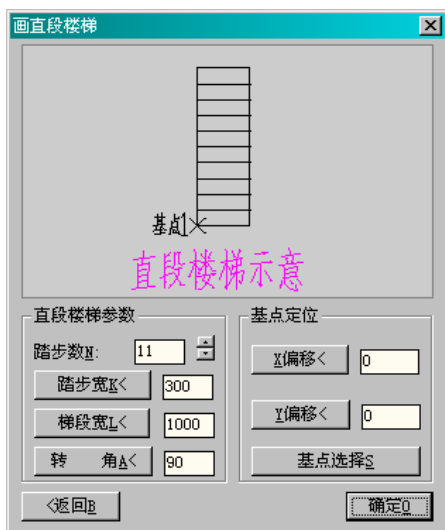 画直段楼梯
基点1
直段楼梯示意
直段楼梯参数
踏步数N: 11
踏步宽K< 300
梯段宽L< 1000
转 角A< 90
基点定位
X偏移< 0
Y偏移< 0
基点选择S
<返回B
确定O